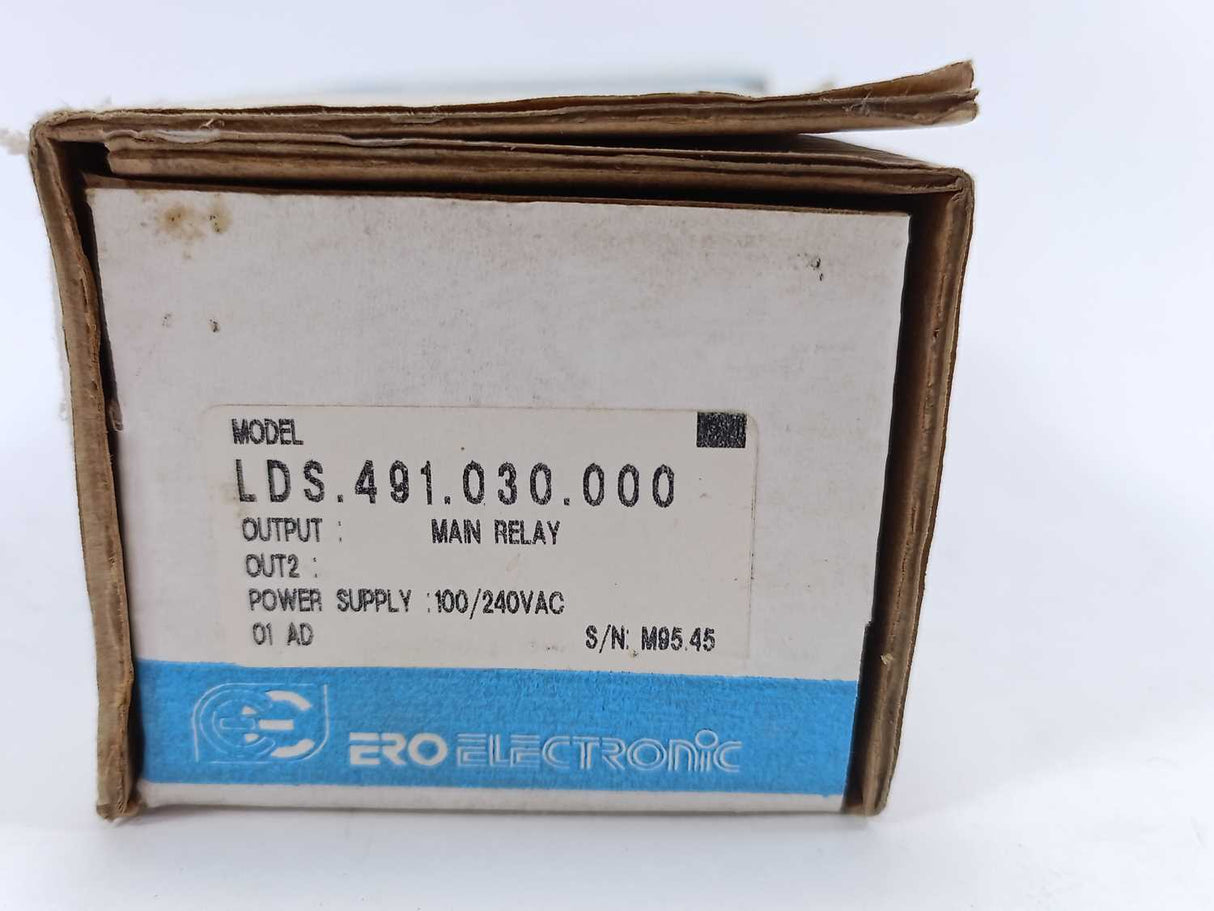 MODEL
LDS.491.030.000
OUTPUT : MAIN RELAY
OUT2 :
POWER SUPPLY :100/240VAC
01 AD S/N: M95.45
ERO ELECTRONIC